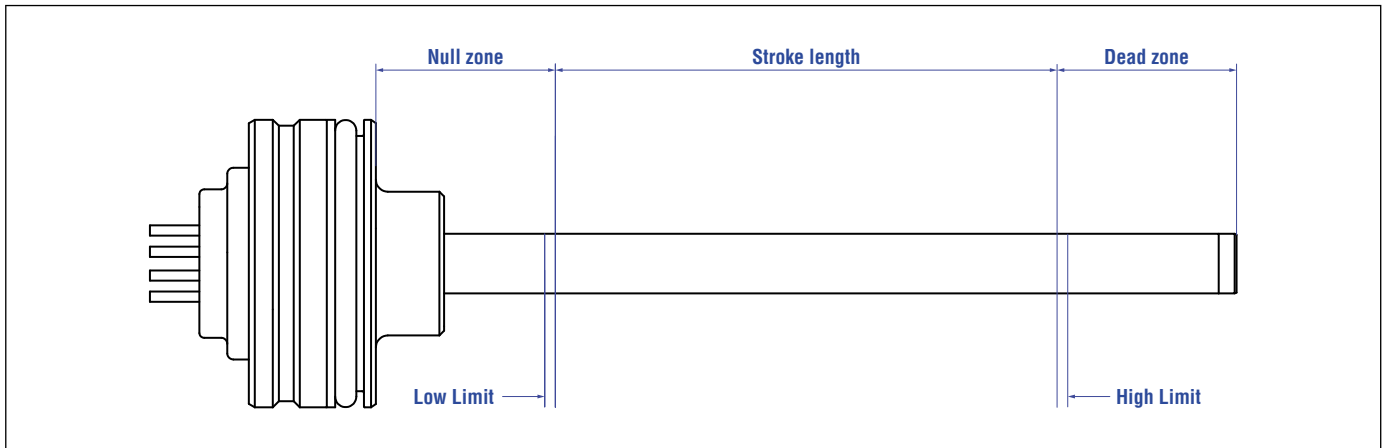 Null zone
Stroke length
Dead zone
Low Limit
High Limit